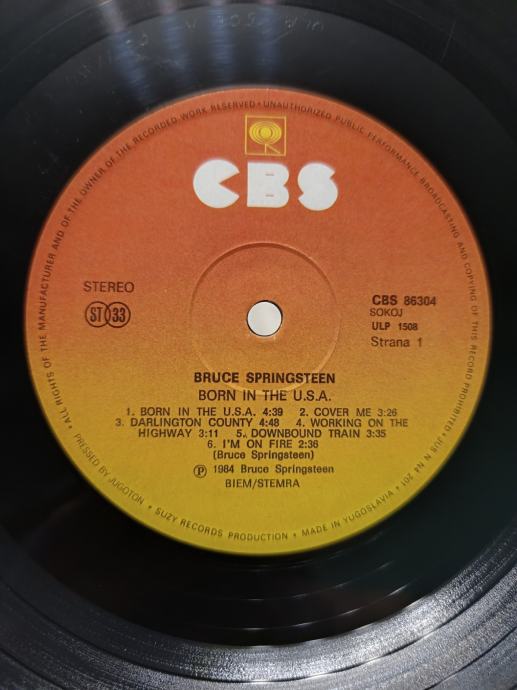 • ALL RIGHTS OF THE MANUFACTURER AND OF THE OWNER OF THE RECORDED WORK RESERVED • UNAUTHORIZED PUBLIC PERFORMANCE BROADCASTING AND COPYING OF THIS RECORD PROHIBITED
CBS
STEREO
ST 33
CBS 86304
SOKOJ
ULP 1508
Strana 1
BRUCE SPRINGSTEEN
BORN IN THE U.S.A.
1. BORN IN THE U.S.A. 4:39 2. COVER ME 3:26
3. DARLINGTON COUNTY 4:48 4. WORKING ON THE
HIGHWAY 3:11 5. DOWNBOUND TRAIN 3:35
6. I'M ON FIRE 2:36
(Bruce Springsteen)
Ⓟ 1984 Bruce Springsteen
BIEM/STEMRA
PRESSED BY JUGOTON • SUZY RECORDS PRODUCTION • MADE IN YUGOSLAVIA •